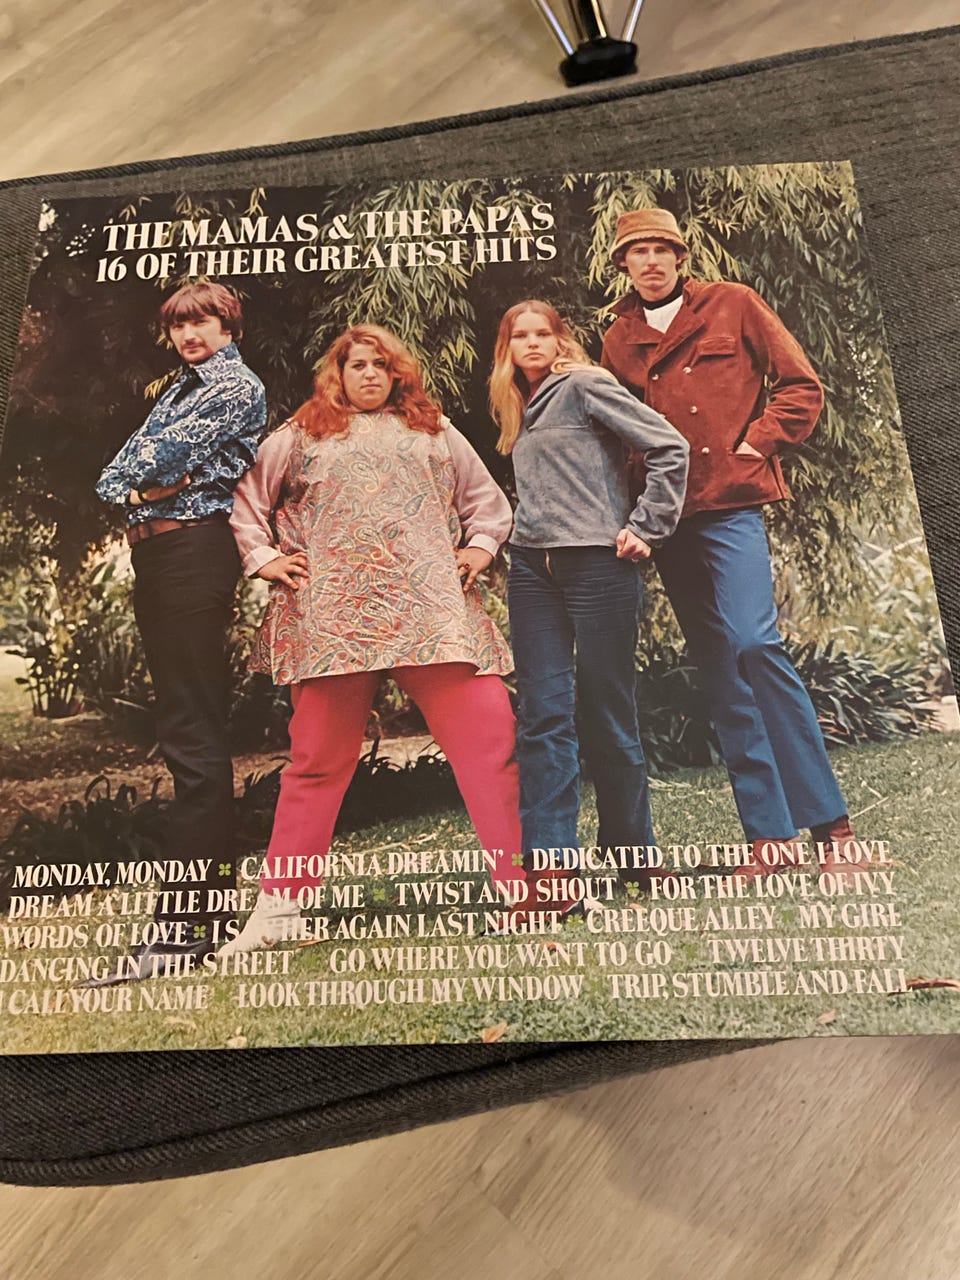 THE MAMAS & THE PAPAS
16 OF THEIR GREATEST HITS
MONDAY, MONDAY CALIFORNIA DREAMIN' DEDICATED TO THE ONE I LOVE
DREAM A LITTLE DREAM OF ME TWIST AND SHOUT FOR THE LOVE OF IVY
WORDS OF LOVE I S HER AGAIN LAST NIGHT CREEQUE ALLEY MY GIRL
DANCING IN THE STREET GO WHERE YOU WANT TO GO TWELVE THIRTY
I CALL YOUR NAME LOOK THROUGH MY WINDOW TRIP, STUMBLE AND FALL